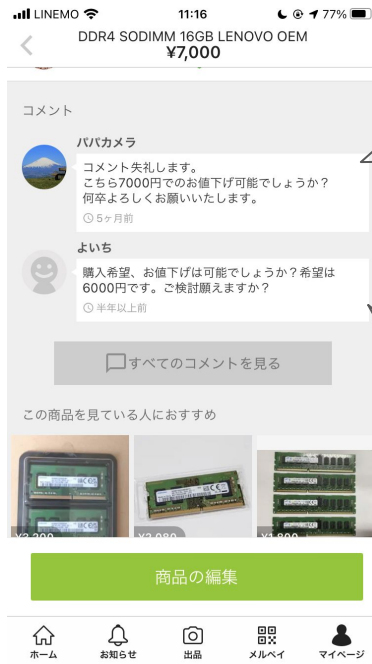 LINEMO 11:16 77%
DDR4 SODIMM 16GB LENOVO OEM
¥7,000
コメント
パパカメラ
コメント失礼します。
こちら7000円でのお値下げ可能でしょうか?
何卒よろしくお願いいたします。
5ヶ月前
よいち
購入希望、お値下げは可能でしょうか?希望は
6000円です。ご検討願えますか?
半年以上前
すべてのコメントを見る
この商品を見ている人におすすめ
¥3,200 ¥2,080 ¥1,800
商品の編集
ホーム お知らせ 出品 メルペイ マイページ